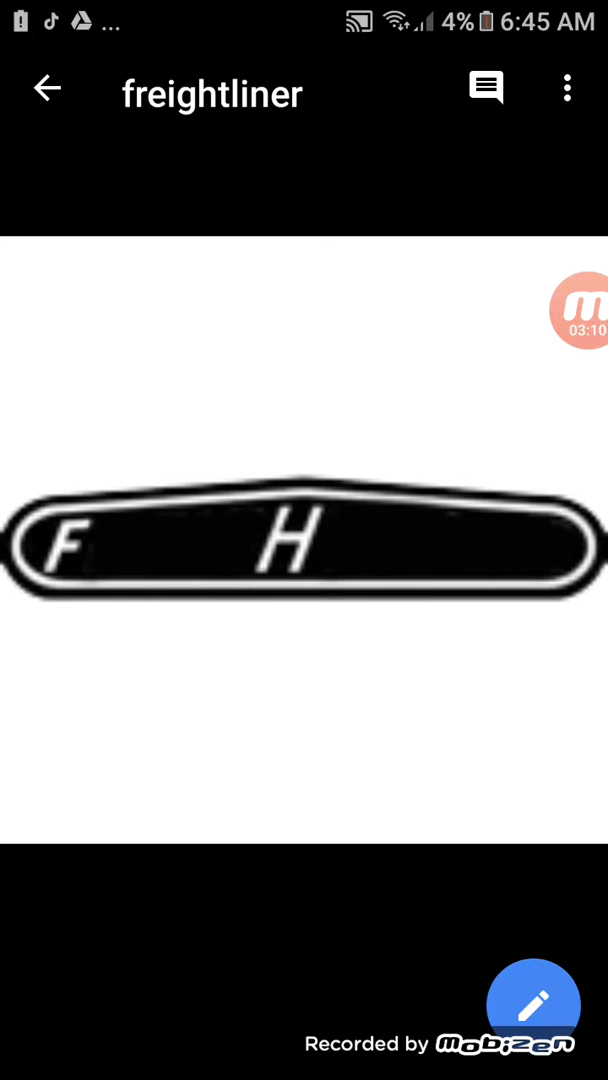 ... 4% 6:45 AM
freightliner
m
03:10
F H
Recorded by mobizen